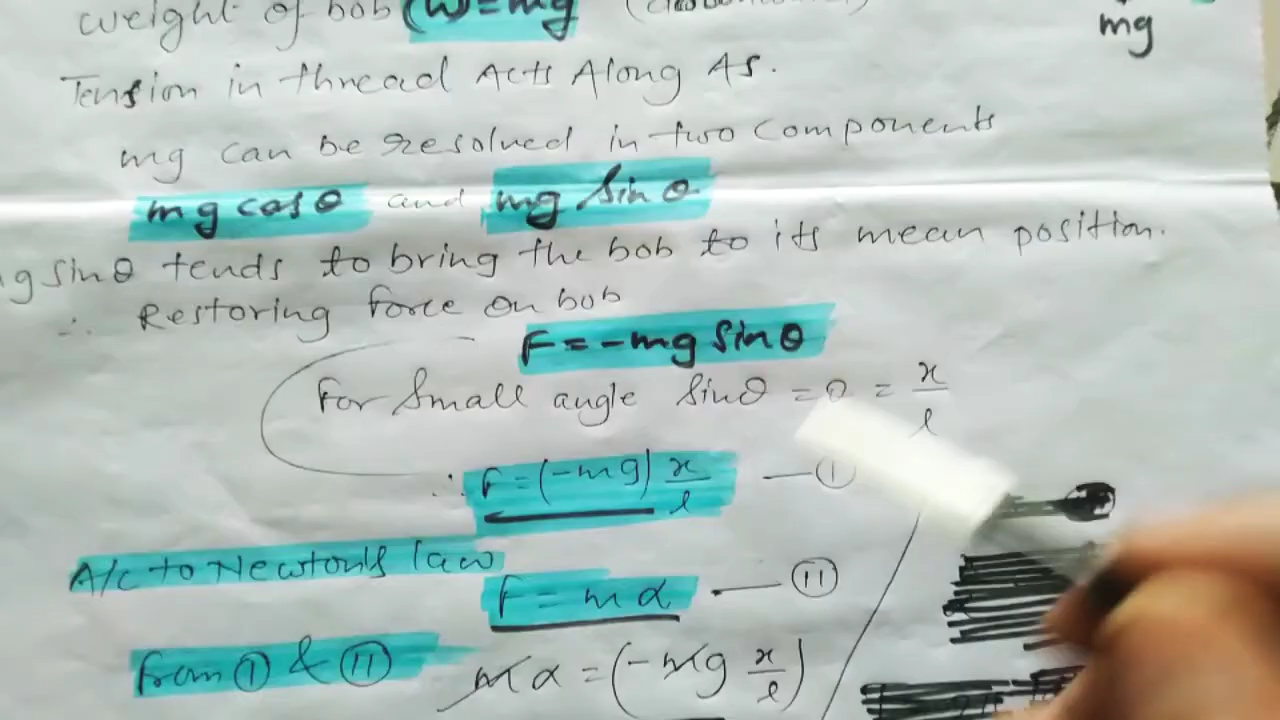 weight of bob (W) = mg
mg
Tension in thread Acts Along AS.
mg can be resolved in two components
mg cosθ and mg Sinθ
g sinθ tends to bring the bob to its mean position.
∴ Restoring force on bob
F = -mg Sinθ
For Small angle Sinθ = θ = x/l
∴ F = (-mg) x/l — (I)
A/c to Newton's law
F = mα — (II)
from (I) & (II)
mα = (-mg x/l)